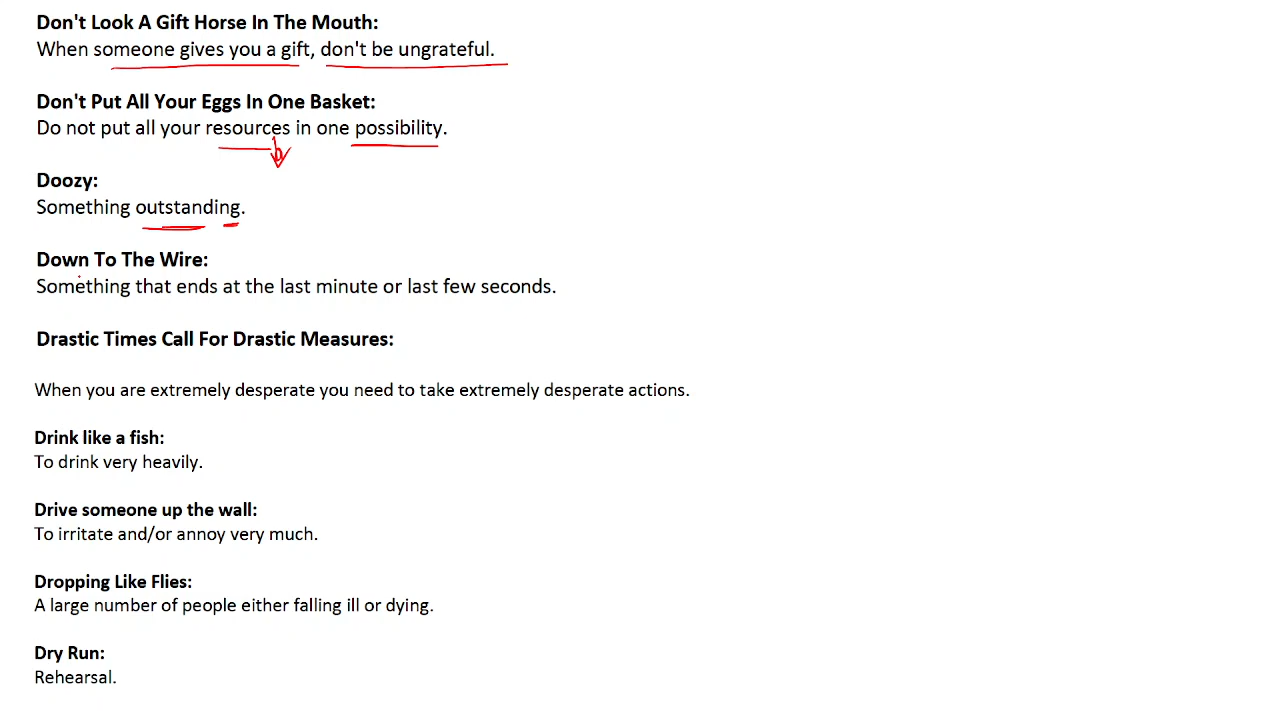 Don't Look A Gift Horse In The Mouth:
When someone gives you a gift, don't be ungrateful.
Don't Put All Your Eggs In One Basket:
Do not put all your resources in one possibility.
Doozy:
Something outstanding.
Down To The Wire:
Something that ends at the last minute or last few seconds.
Drastic Times Call For Drastic Measures:
When you are extremely desperate you need to take extremely desperate actions.
Drink like a fish:
To drink very heavily.
Drive someone up the wall:
To irritate and/or annoy very much.
Dropping Like Flies:
A large number of people either falling ill or dying.
Dry Run:
Rehearsal.